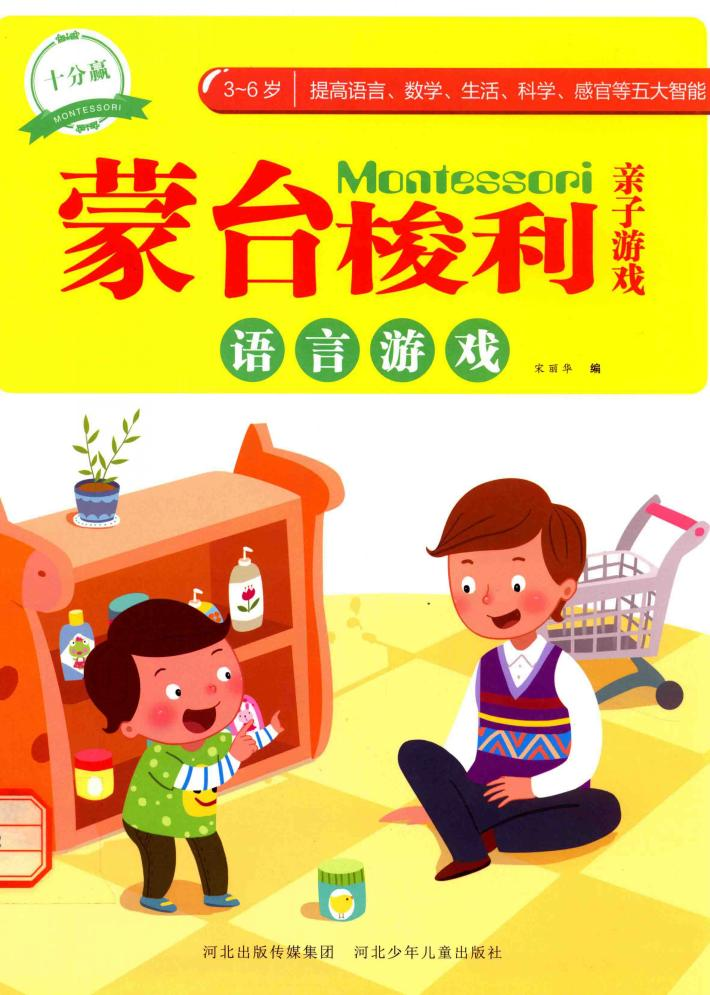 十分赢
MONTESSORI
3~6 岁 提高语言、数学、生活、科学、感官等五大智能
Montessori
蒙台梭利
亲子游戏
语言游戏
宋丽华 编
河北出版传媒集团 河北少年儿童出版社